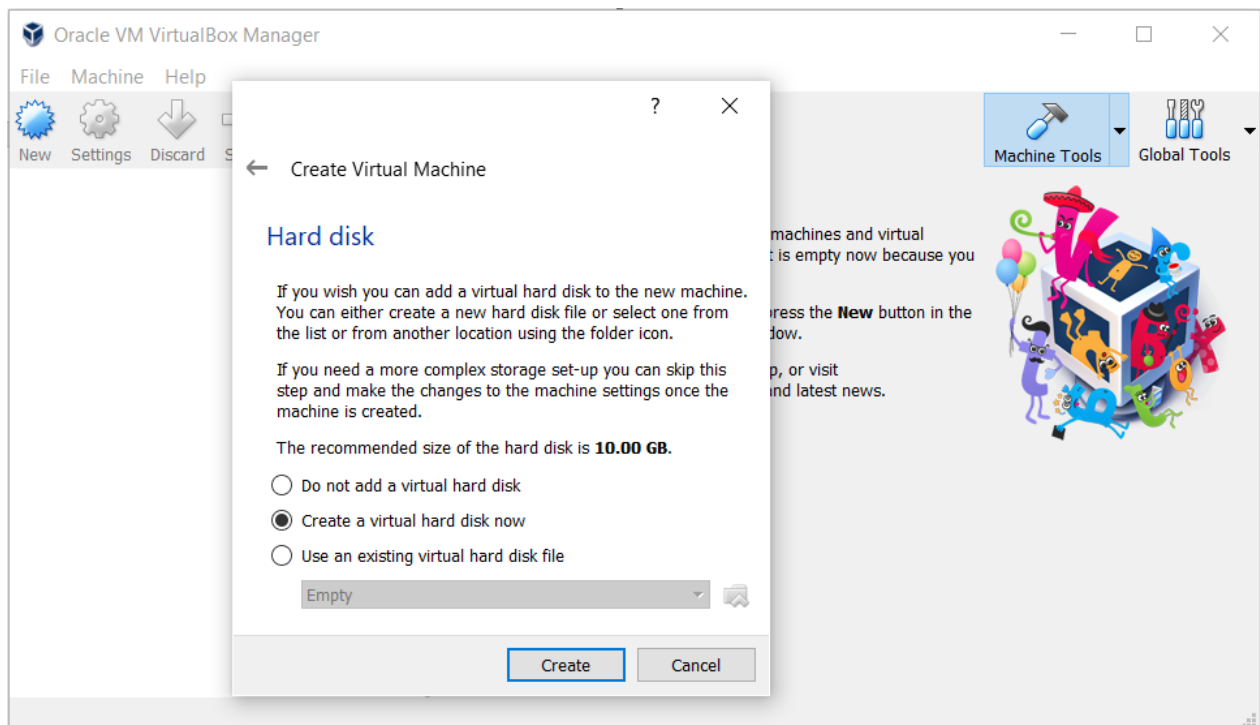 Oracle VM VirtualBox Manager
File Machine Help
New Settings Discard S
Machine Tools Global Tools
?
Create Virtual Machine
Hard disk
If you wish you can add a virtual hard disk to the new machine.
You can either create a new hard disk file or select one from
the list or from another location using the folder icon.
If you need a more complex storage set-up you can skip this
step and make the changes to the machine settings once the
machine is created.
The recommended size of the hard disk is 10.00 GB.
Do not add a virtual hard disk
Create a virtual hard disk now
Use an existing virtual hard disk file
Empty
Create Cancel
machines and virtual
is empty now because you
press the New button in the
or visit
and latest news.